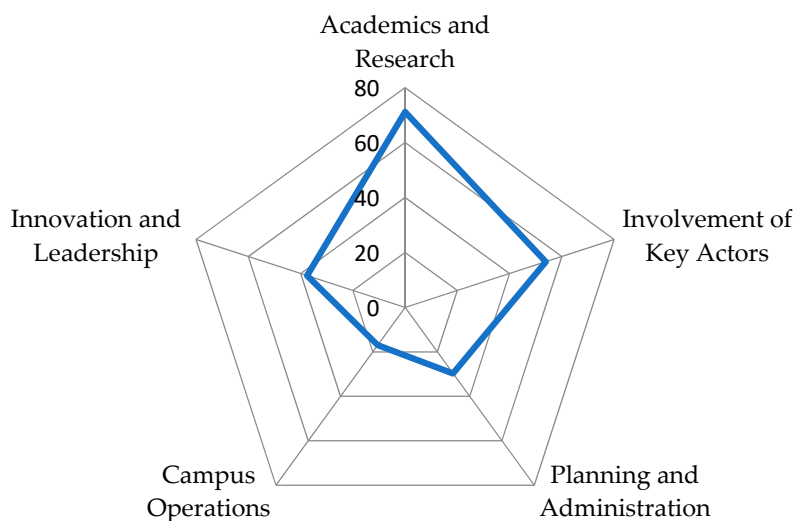 Academics and
Research
80
60
40
20
0
Innovation and
Leadership
Involvement of
Key Actors
Campus
Operations
Planning and
Administration